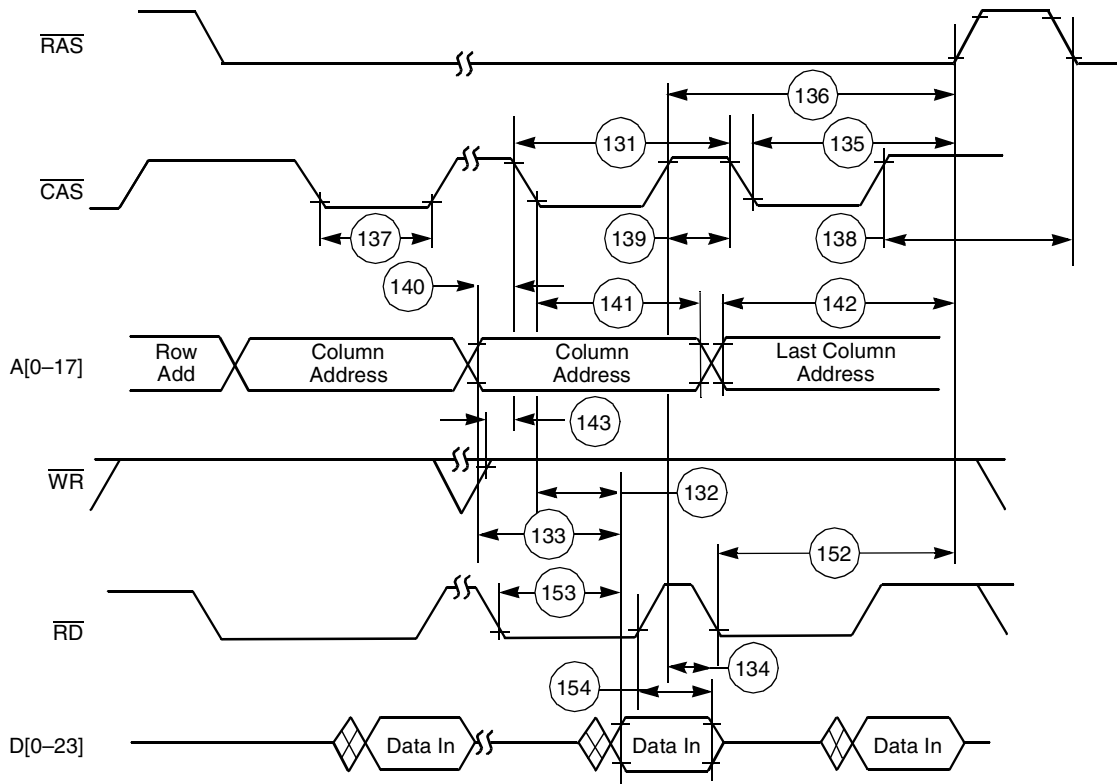 RAS
136
131
135
CAS
137
139
138
140
141
142
A[0–17]
Row
Add
Column
Address
Column
Address
Last Column
Address
143
WR
132
133
152
153
RD
134
154
D[0–23]
Data In
Data In
Data In